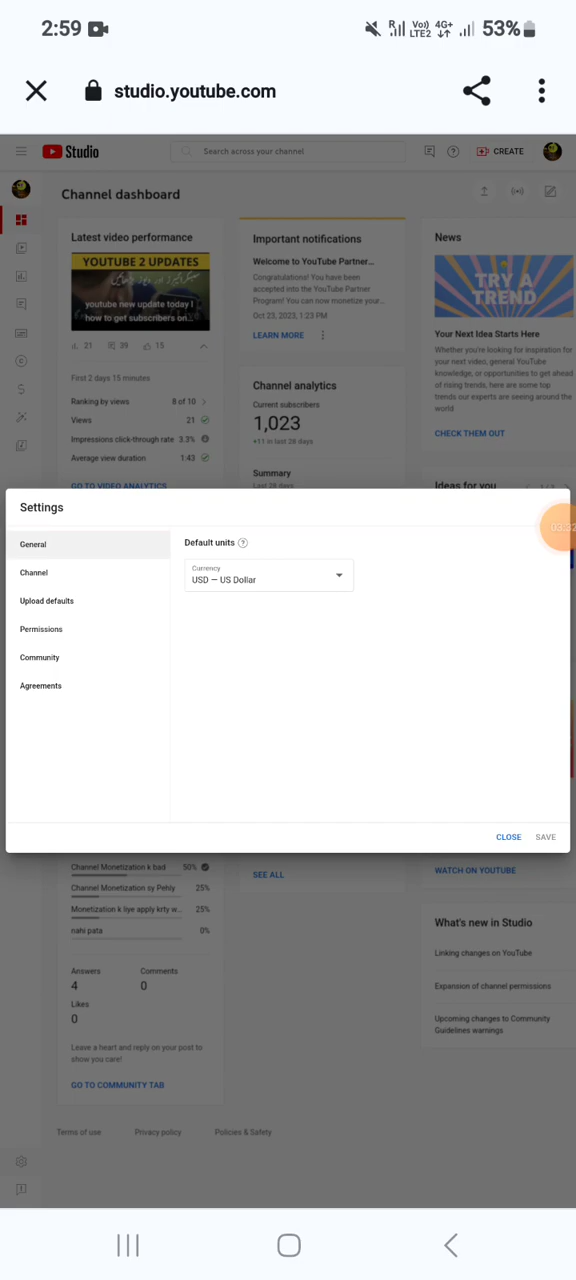 2:59
R Vo) 4G+ 53%
LTE2
studio.youtube.com
Studio
Search across your channel
CREATE
Channel dashboard
Latest video performance
YOUTUBE 2 UPDATES
youtube new update today |
how to get subscribers on...
21 39 15
First 2 days 15 minutes
Ranking by views 8 of 10
Views 21
Impressions click-through rate 3.3%
Average view duration 1:43
GO TO VIDEO ANALYTICS
Important notifications
Welcome to YouTube Partner...
Congratulations! You have been
accepted into the YouTube Partner
Program! You can now monetize your...
Oct 23, 2023, 1:23 PM
LEARN MORE
Channel analytics
Current subscribers
1,023
+11 in last 28 days
Summary
Last 28 days
News
TRY A
TREND
Your Next Idea Starts Here
Whether you're looking for inspiration for
your next video, general YouTube
knowledge, or opportunities to get ahead
of rising trends, here are some top
trends our experts are seeing around the
world
CHECK THEM OUT
Ideas for you
Settings
03:32
General
Channel
Upload defaults
Permissions
Community
Agreements
Default units
Currency
USD — US Dollar
CLOSE SAVE
Channel Monetization k bad 50%
Channel Monetization sy Pehly 25%
Monetization k liye apply krty w... 25%
nahi pata 0%
Answers Comments
4 0
Likes
0
Leave a heart and reply on your post to
show you care!
GO TO COMMUNITY TAB
SEE ALL
WATCH ON YOUTUBE
What's new in Studio
Linking changes on YouTube
Expansion of channel permissions
Upcoming changes to Community
Guidelines warnings
Terms of use Privacy policy Policies & Safety